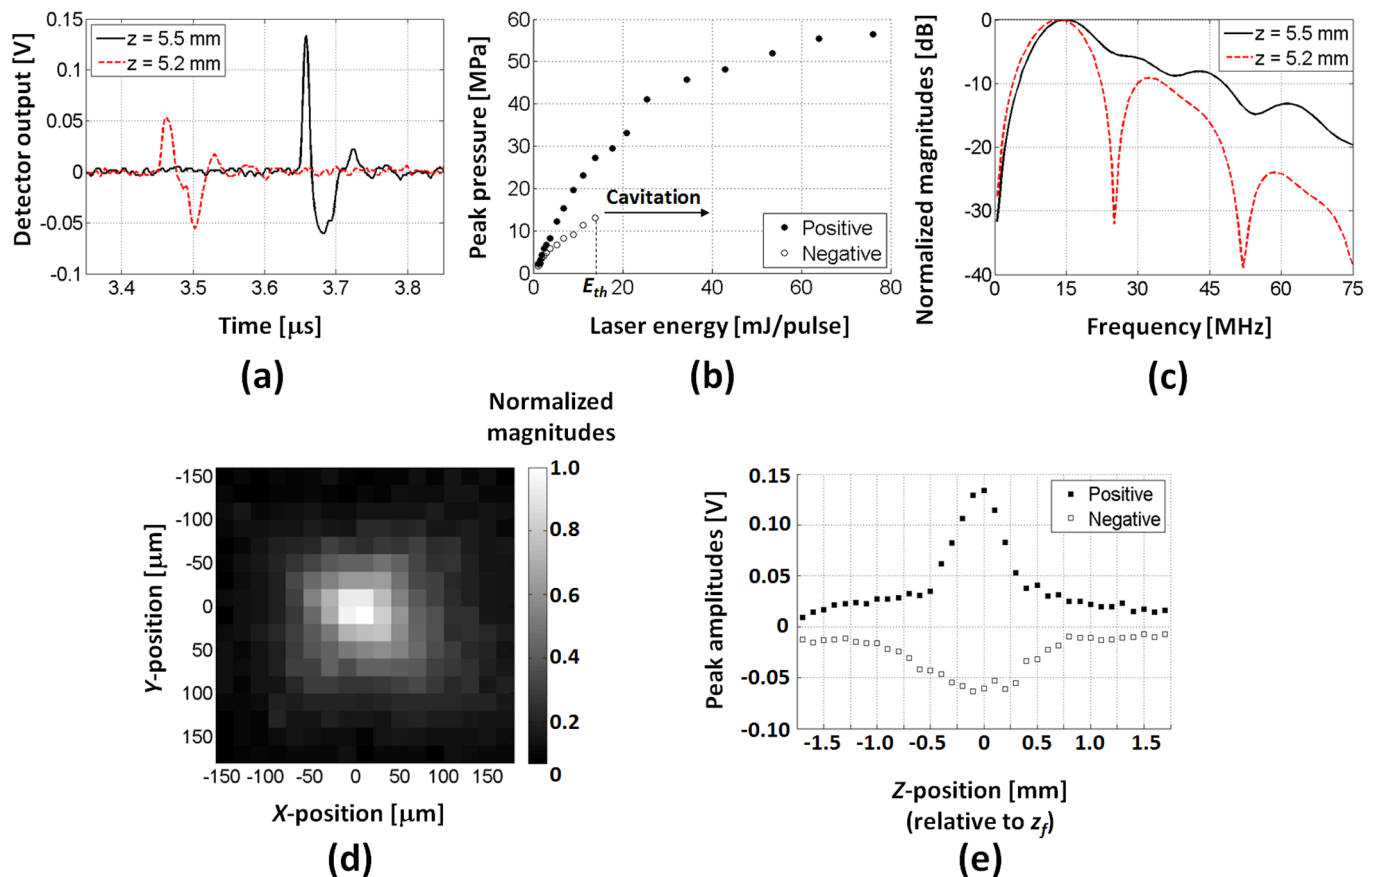 0.15
0.1
0.05
0
-0.05
-0.1
Detector output [V]
z = 5.5 mm
z = 5.2 mm
3.4 3.5 3.6 3.7 3.8
Time [μs]
(a)
60
50
40
30
20
10
0
Peak pressure [MPa]
Cavitation
Positive
Negative
0 20 40 60 80
E_th
Laser energy [mJ/pulse]
(b)
0
-10
-20
-30
-40
Normalized magnitudes [dB]
z = 5.5 mm
z = 5.2 mm
0 15 30 45 60 75
Frequency [MHz]
(c)
Normalized
magnitudes
1.0
0.8
0.6
0.4
0.2
0
-150
-100
-50
0
50
100
150
Y-position [μm]
-150 -100 -50 0 50 100 150
X-position [μm]
(d)
0.15
0.10
0.05
0
-0.05
-0.10
Peak amplitudes [V]
Positive
Negative
-1.5 -1.0 -0.5 0 0.5 1.0 1.5
Z-position [mm]
(relative to z_f)
(e)